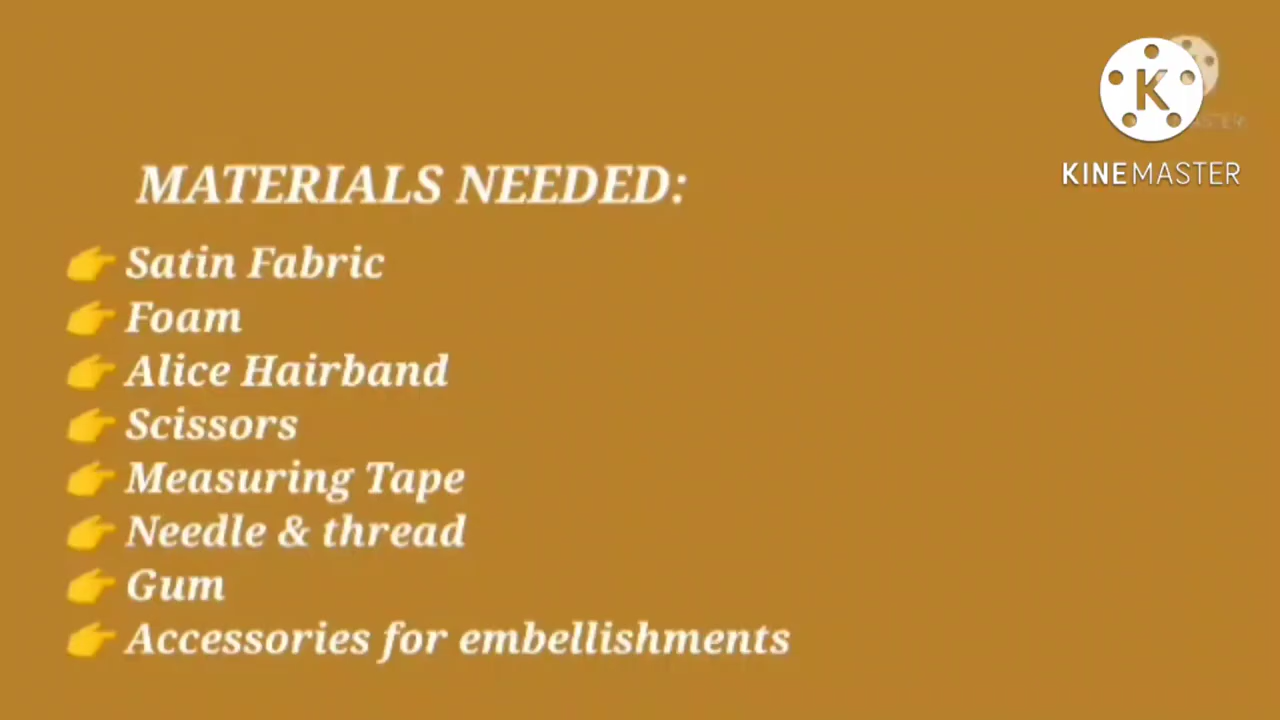 K
KINEMASTER
MATERIALS NEEDED:
👉 Satin Fabric
👉 Foam
👉 Alice Hairband
👉 Scissors
👉 Measuring Tape
👉 Needle & thread
👉 Gum
👉 Accessories for embellishments